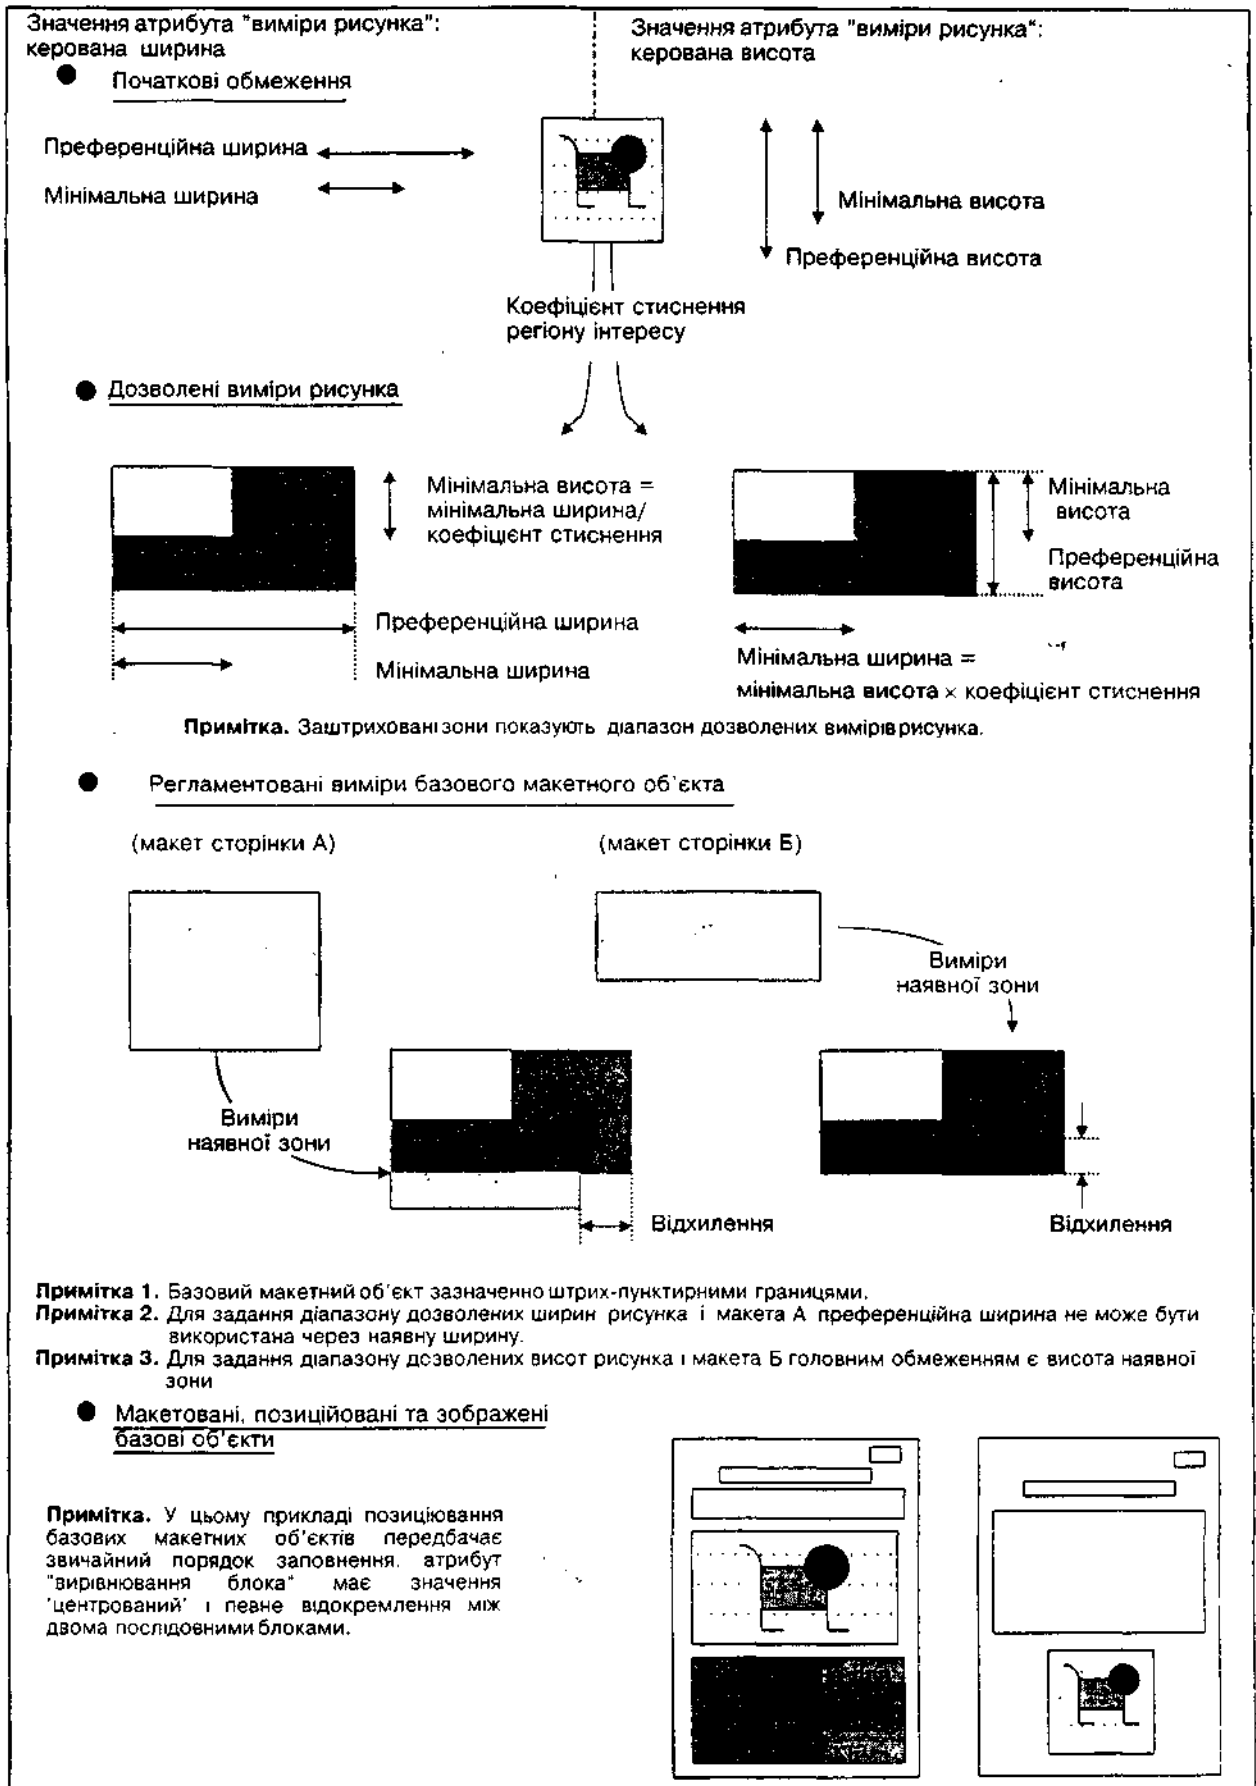 Значення атрибута "виміри рисунка":
керована ширина
Значення атрибута "виміри рисунка":
керована висота
Початкові обмеження
Преференційна ширина
Мінімальна ширина
Мінімальна висота
Преференційна висота
Коефіцієнт стиснення
регіону інтересу
Дозволені виміри рисунка
Мінімальна висота =
мінімальна ширина/
коефіцієнт стиснення
Преференційна ширина
Мінімальна ширина
Мінімальна
висота
Преференційна
висота
Мінімальна ширина =
мінімальна висота × коефіцієнт стиснення
Примітка. Заштриховані зони показують діапазон дозволених вимірів рисунка.
Регламентовані виміри базового макетного об'єкта
(макет сторінки А)
(макет сторінки Б)
Виміри
наявної зони
Виміри
наявної зони
Відхилення
Відхилення
Примітка 1. Базовий макетний об'єкт зазначенно штрих-пунктирними границями.
Примітка 2. Для задання діапазону дозволених ширин рисунка і макета А преференційна ширина не може бути
використана через наявну ширину.
Примітка 3. Для задання діапазону дозволених висот рисунка і макета Б головним обмеженням є висота наявної
зони
Макетовані, позиційовані та зображені
базові об'єкти
Примітка. У цьому прикладі позиціювання
базових макетних об'єктів передбачає
звичайний порядок заповнення, атрибут
"вирівнювання блока" має значення
'центрований' і певне відокремлення між
двома послідовними блоками.